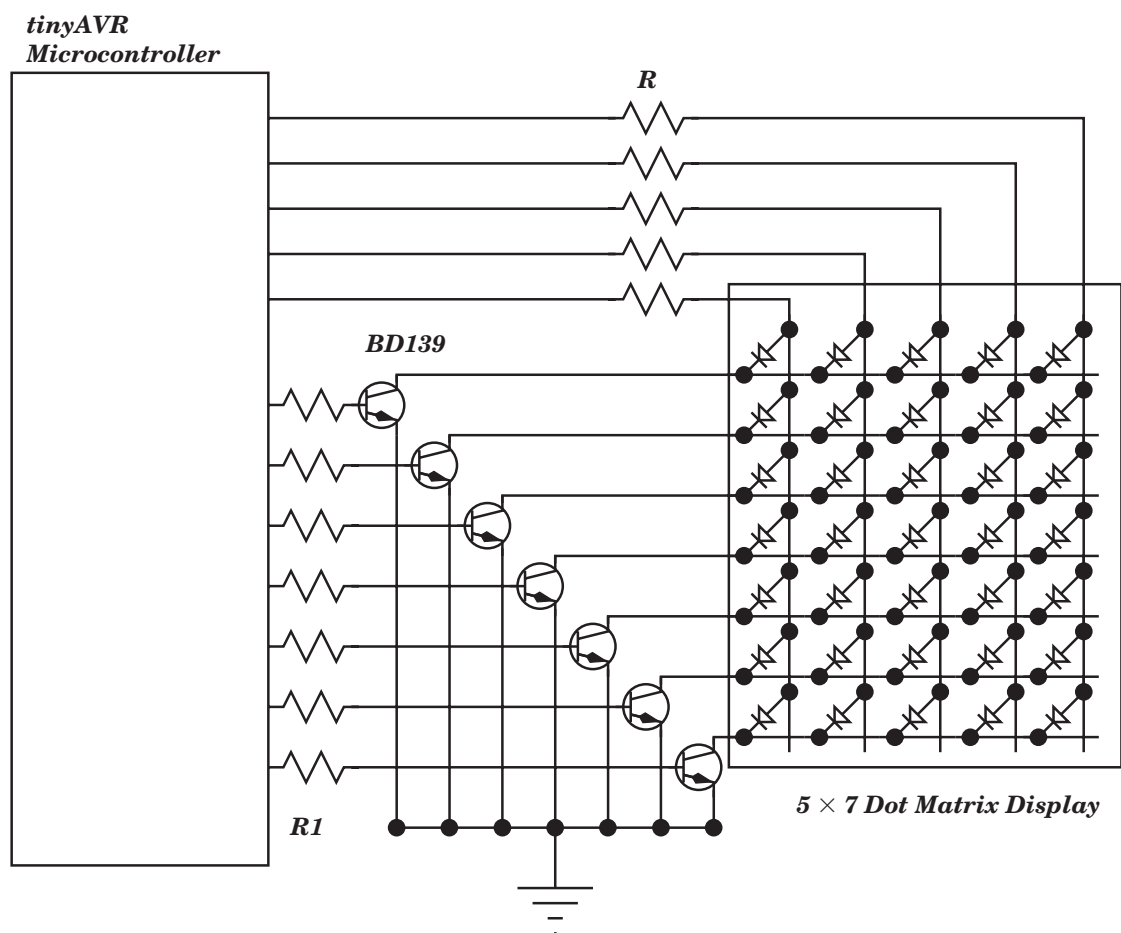 tinyAVR
Microcontroller
R
BD139
R1
5 × 7 Dot Matrix Display